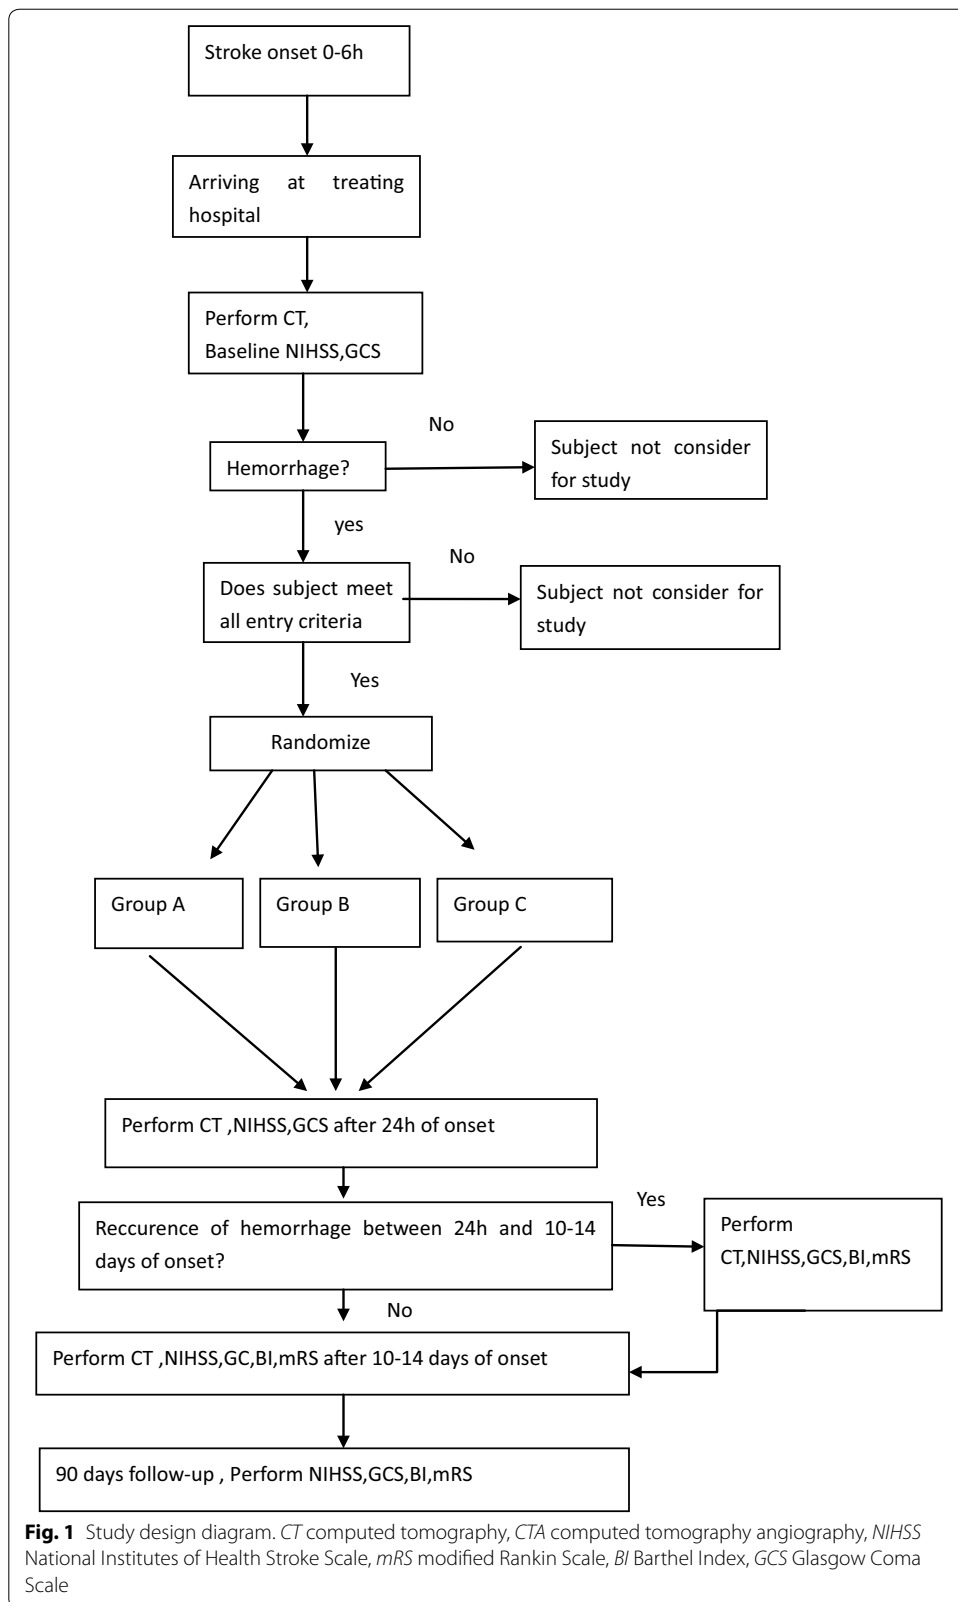 Stroke onset 0-6h
Arriving at treating
hospital
Perform CT,
Baseline NIHSS,GCS
No
Hemorrhage?
Subject not consider
for study
yes
No
Does subject meet
all entry criteria
Subject not consider for
study
Yes
Randomize
Group A
Group B
Group C
Perform CT ,NIHSS,GCS after 24h of onset
Reccurence of hemorrhage between 24h and 10-14
days of onset?
Yes
Perform
CT,NIHSS,GCS,BI,mRS
No
Perform CT ,NIHSS,GC,BI,mRS after 10-14 days of onset
90 days follow-up , Perform NIHSS,GCS,BI,mRS
Fig. 1 Study design diagram. CT computed tomography, CTA computed tomography angiography, NIHSS
National Institutes of Health Stroke Scale, mRS modified Rankin Scale, BI Barthel Index, GCS Glasgow Coma
Scale